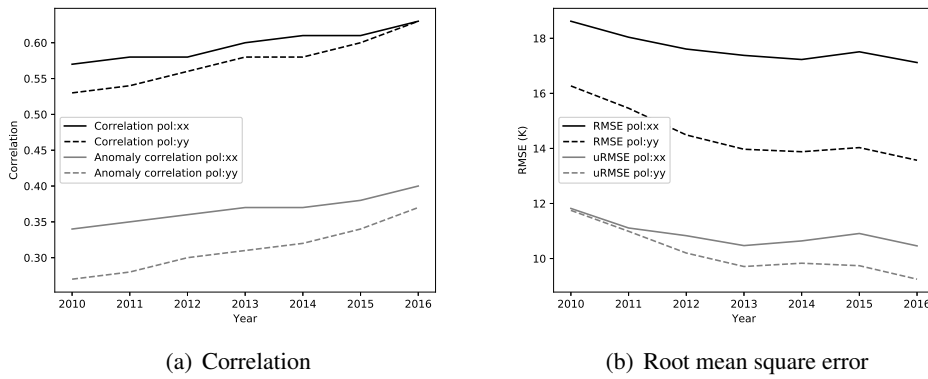 0.60
0.55
0.50
0.45
0.40
0.35
0.30
Correlation
Correlation pol:xx
Correlation pol:yy
Anomaly correlation pol:xx
Anomaly correlation pol:yy
2010 2011 2012 2013 2014 2015 2016
Year
(a) Correlation
18
16
14
12
10
RMSE (K)
RMSE pol:xx
RMSE pol:yy
uRMSE pol:xx
uRMSE pol:yy
2010 2011 2012 2013 2014 2015 2016
Year
(b) Root mean square error